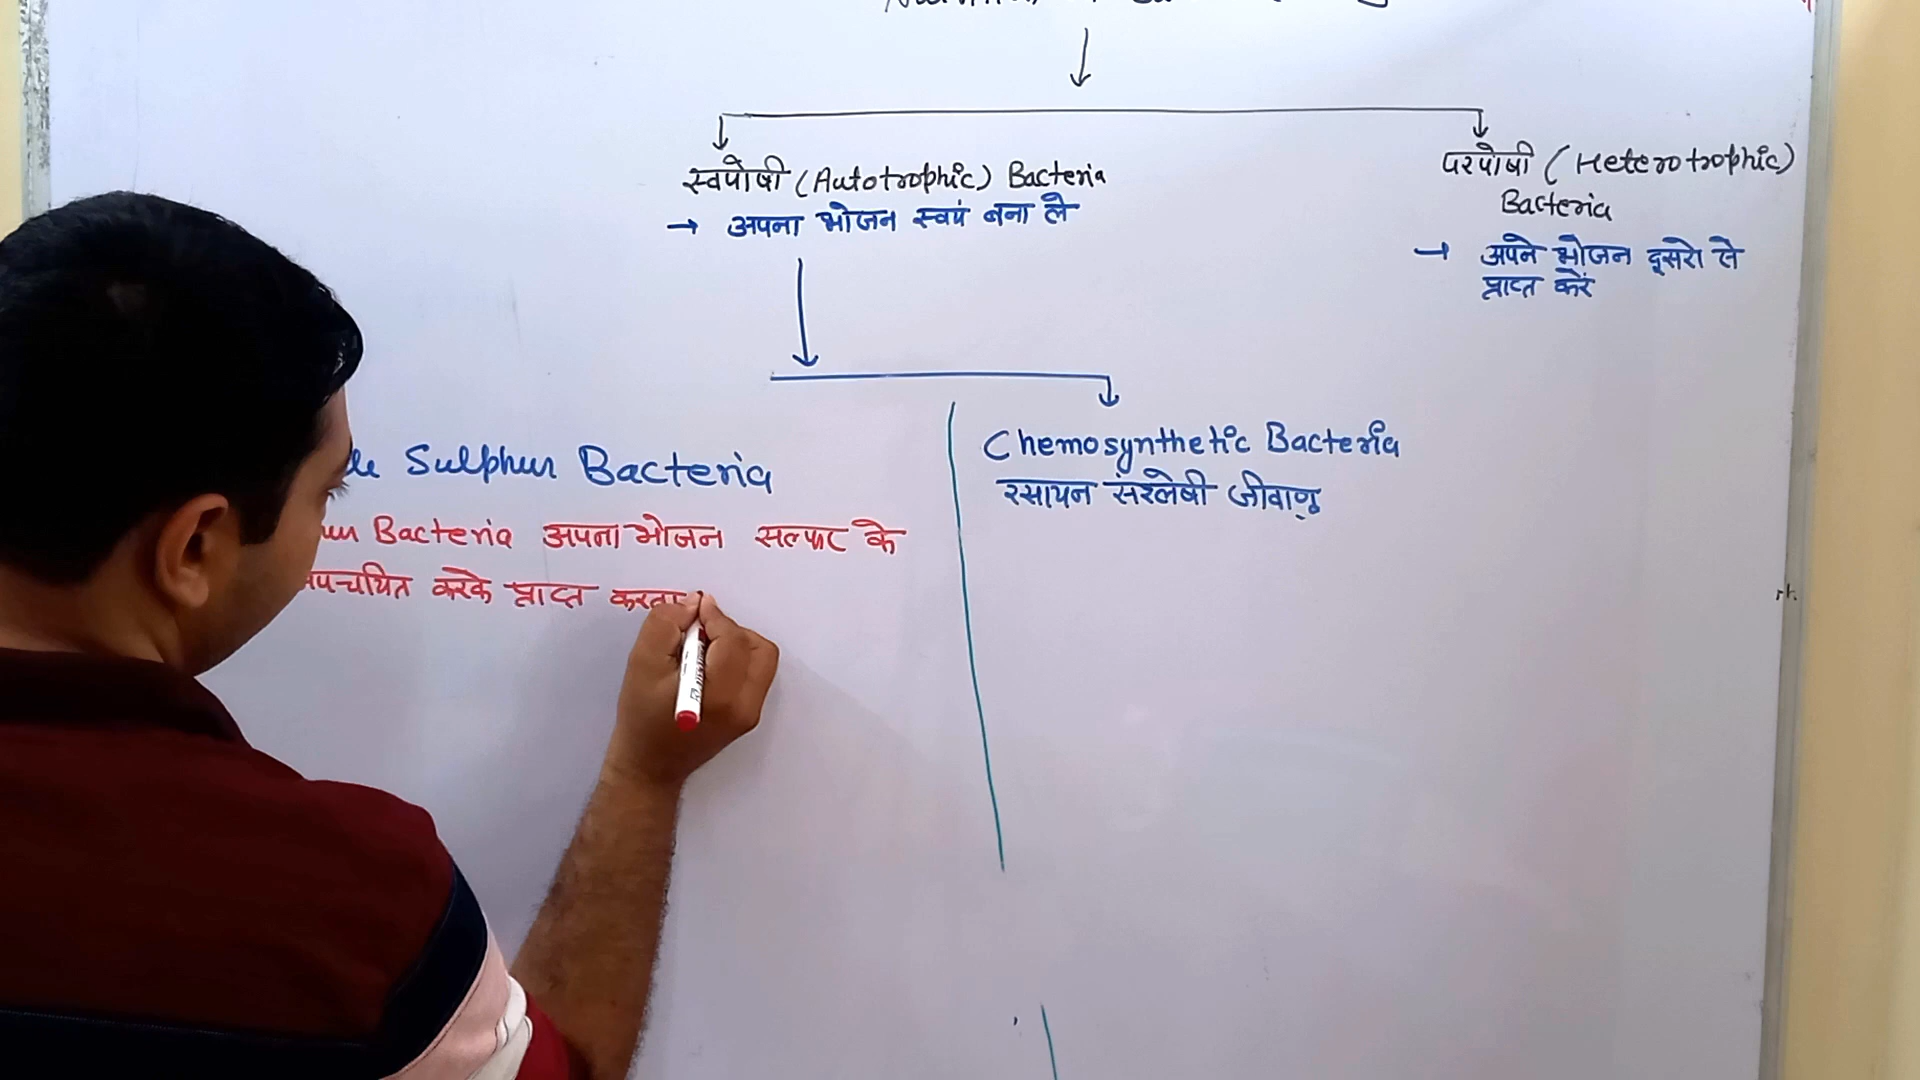 स्वपोषी (Autotrophic) Bacteria
→ अपना भोजन स्वयं बना ले
परपोषी (Heterotrophic)
Bacteria
→ अपने भोजन दूसरो से
प्राप्त करें
Sulphur Bacteria
Bacteria अपना भोजन सल्फर के
करके प्राप्त करता
Chemosynthetic Bacteria
रसायन संश्लेषी जीवाणु